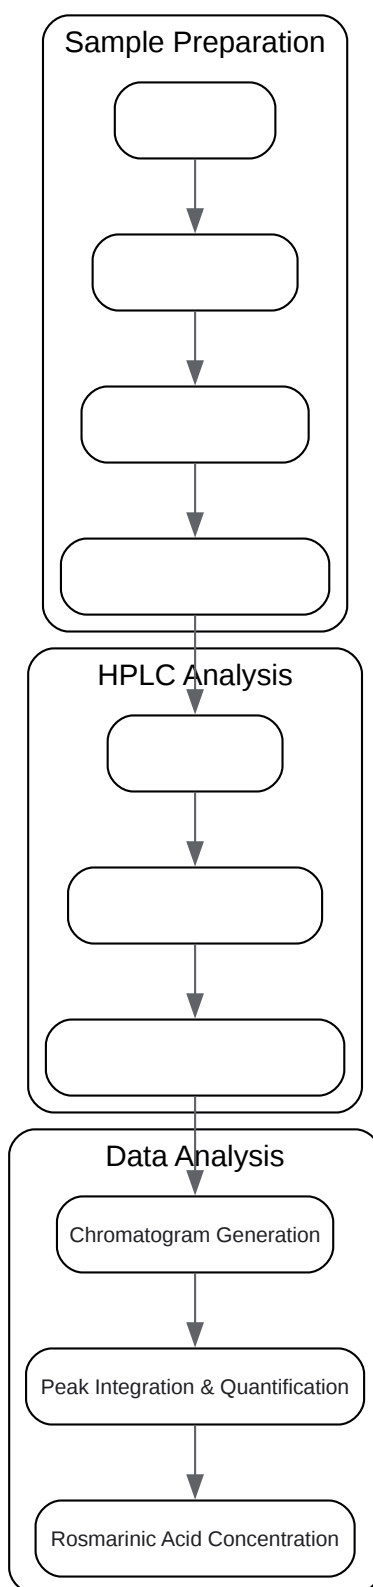 Sample Preparation
HPLC Analysis
Data Analysis
Chromatogram Generation
Peak Integration & Quantification
Rosmarinic Acid Concentration